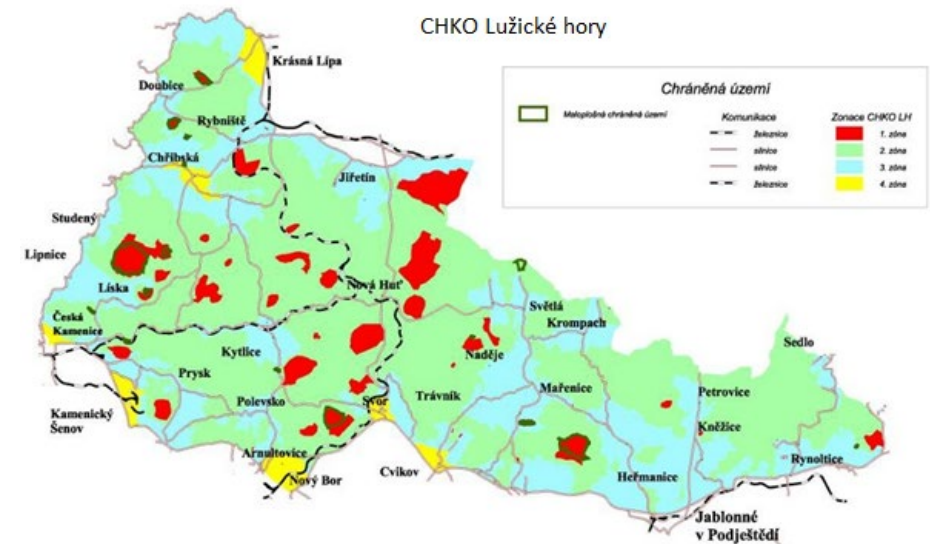 CHKO Lužické hory
Chráněná území
Maloplošná chráněná území
Komunikace
železnice
silnice
silnice
železnice
Zonace CHKO LH
1. zóna
2. zóna
3. zóna
4. zóna
Krásná Lípa
Doubice
Rybniště
Chřibská
Jiřetín
Studený
Lipnice
Líska
Nová Huť
Světlá
Česká
Kamenice
Krompach
Sedlo
Kytlice
Naděje
Prysk
Mařenice
Petrovice
Polevsko
Svor
Trávník
Kamenický
Šenov
Kněžice
Arnultovice
Rynoltice
Cvikov
Heřmanice
Nový Bor
Jablonné
v Podještědí